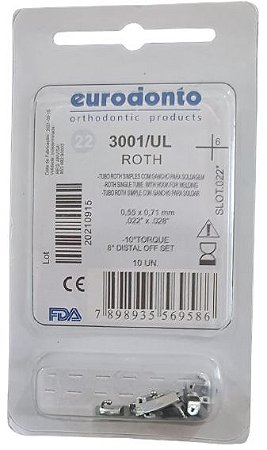 eurodonto
orthodontic products
22
3001/UL
ROTH
-TUBO ROTH SIMPLES COM GANCHO PARA SOLDAGEM
-ROTH SINGLE TUBE, WITH HOOK FOR WELDING
-TUBO ROTH SIMPLE CON GANCHO PARA SOLDAR
0,55 x 0,71 mm
.022" x .028"
-10°TORQUE
8° DISTAL OFF SET
10 UN.
6
SLOT.022"
Lot
20210915
CE
FDA
7 898935 569586